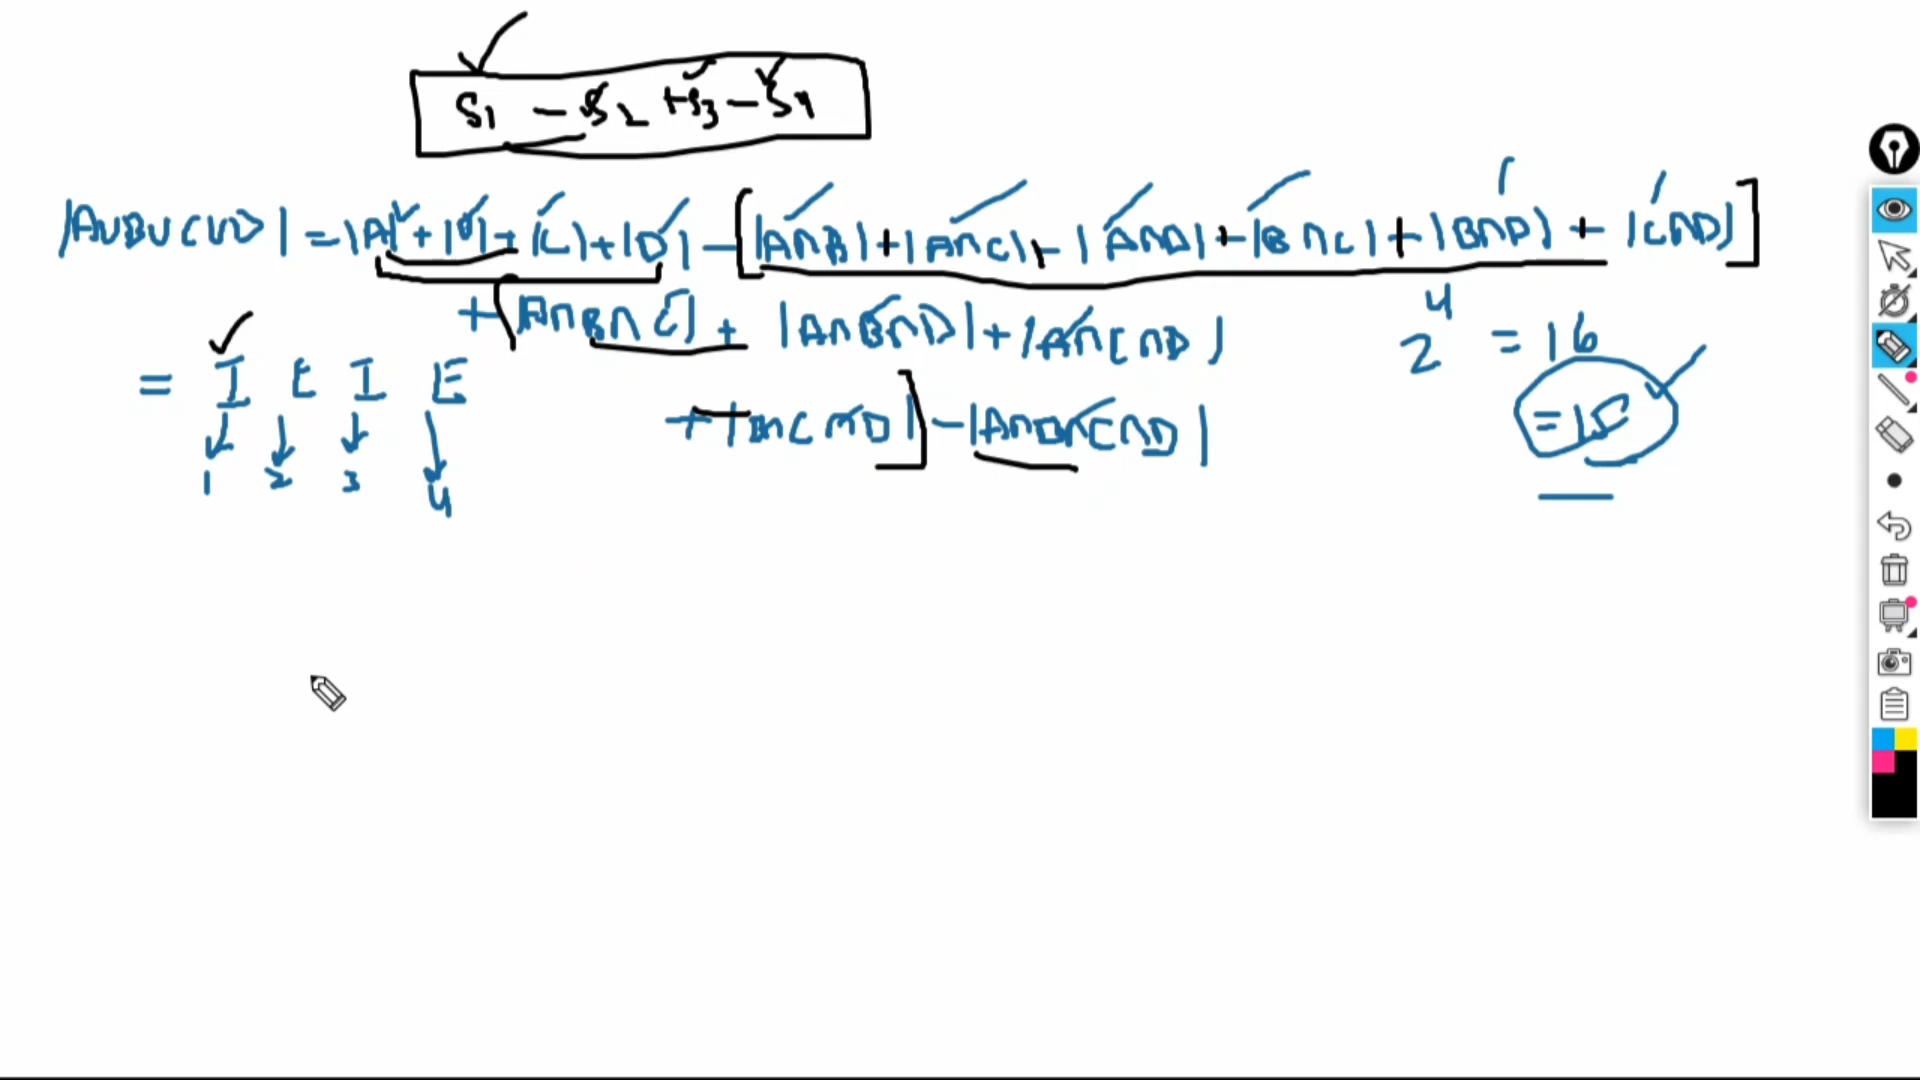 S1 - S2 + S3 - S4
|A∪B∪C∪D| = |A| + |B| + |C| + |D| - [|A∩B| + |A∩C| + |A∩D| + |B∩C| + |B∩D| + |C∩D|]
+ [|A∩B∩C| + |A∩B∩D| + |A∩C∩D|
+ |B∩C∩D|] - |A∩B∩C∩D|
2^4 = 16
= 15
= I E I E
1 2 3 4